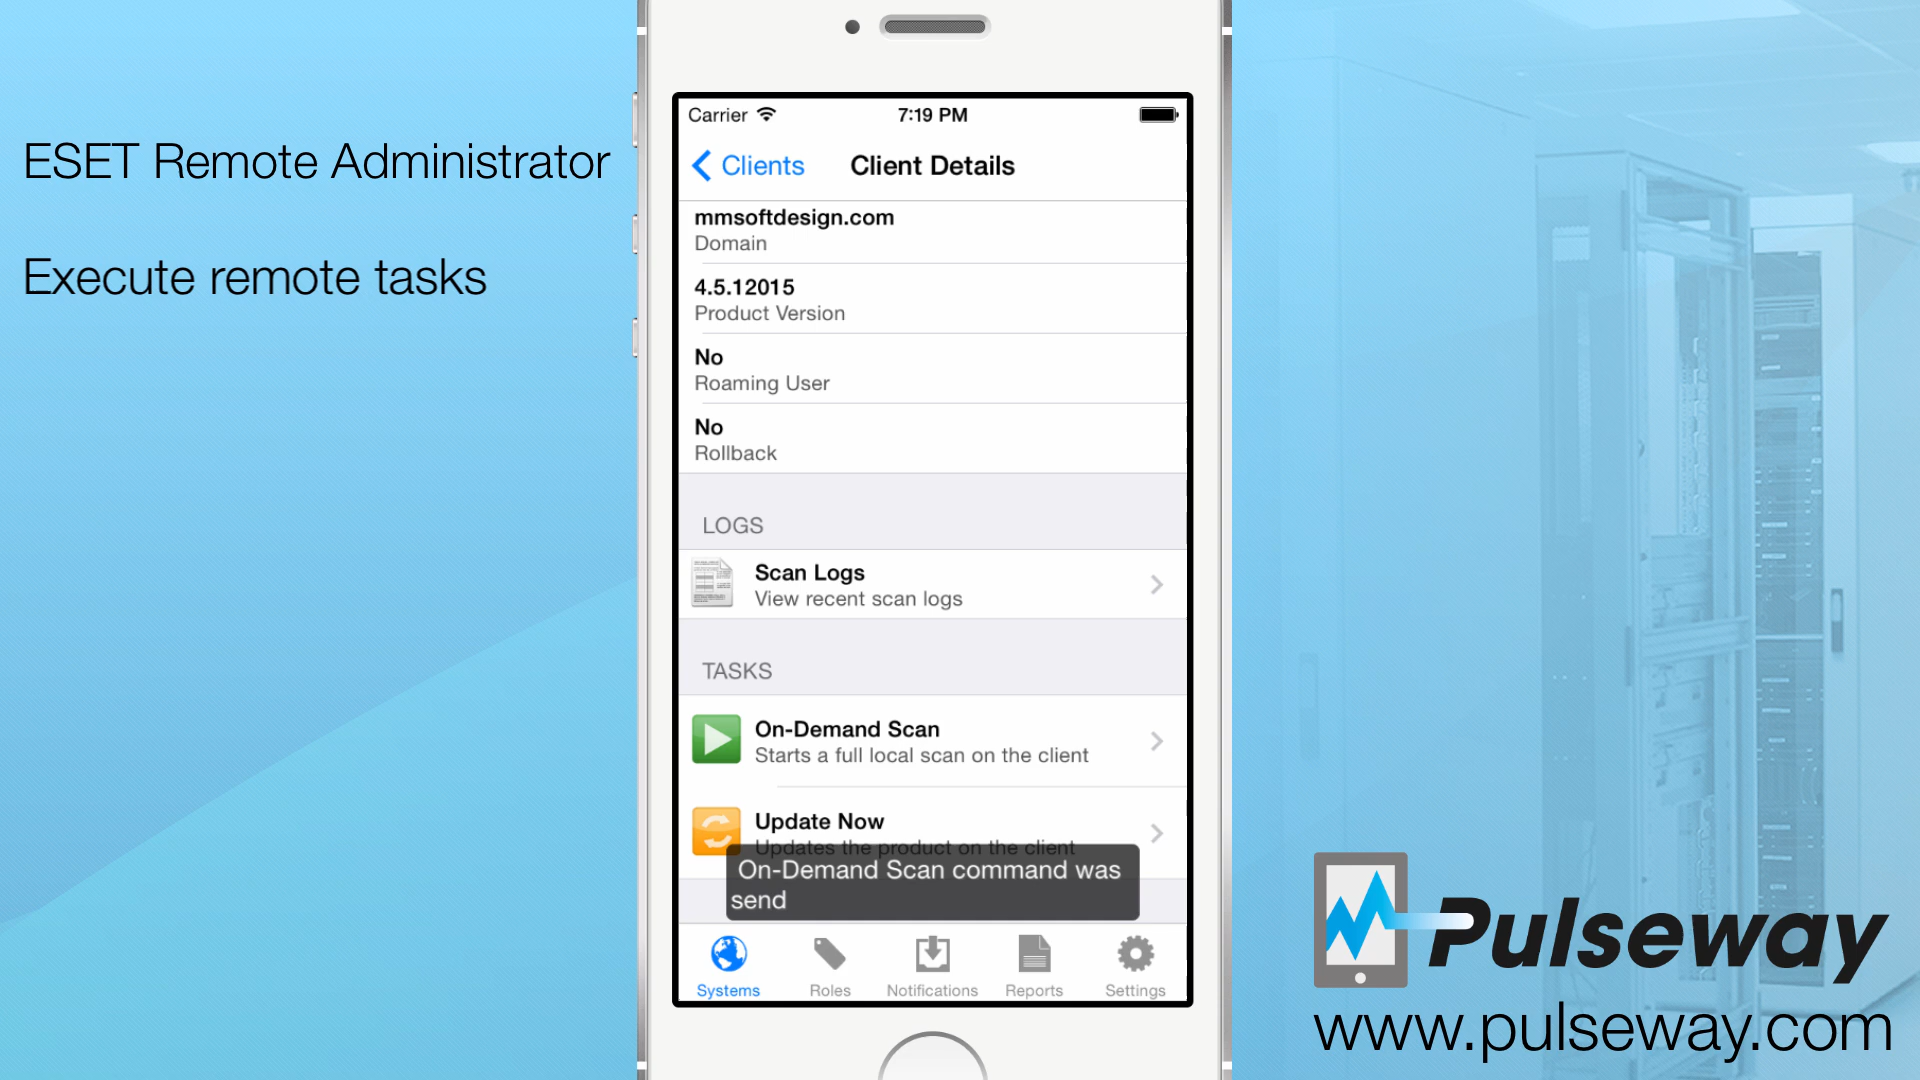 ESET Remote Administrator
Execute remote tasks
Carrier 7:19 PM
Clients Client Details
mmsoftdesign.com
Domain
4.5.12015
Product Version
No
Roaming User
No
Rollback
LOGS
Scan Logs
View recent scan logs
TASKS
On-Demand Scan
Starts a full local scan on the client
Update Now
Updates the product on the client
On-Demand Scan command was
send
Systems Roles Notifications Reports Settings
Pulseway
www.pulseway.com